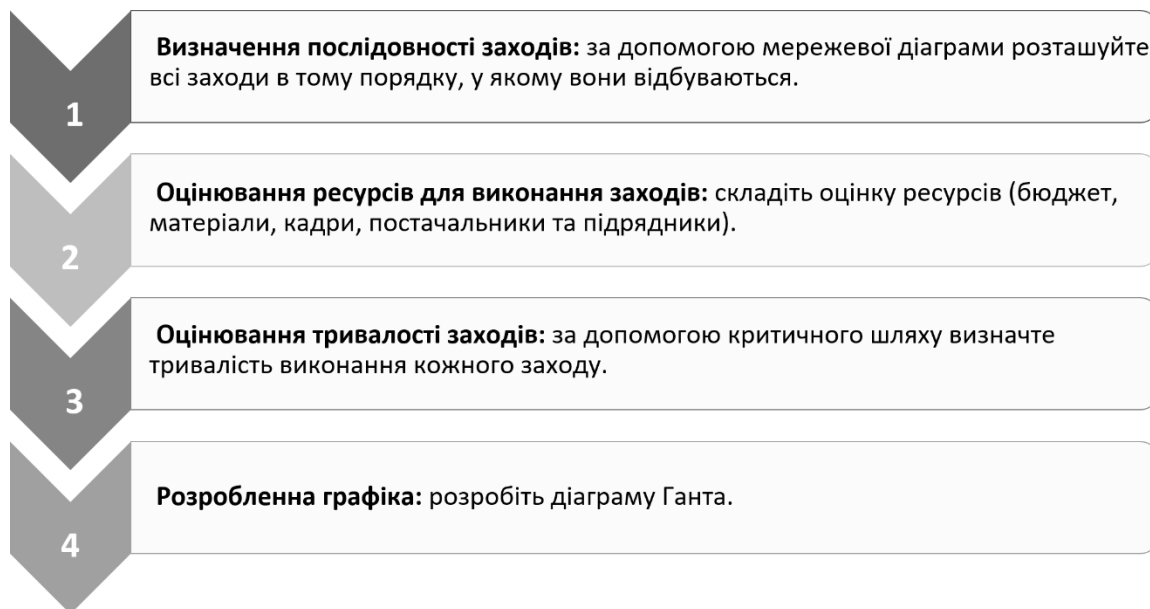 Визначення послідовності заходів: за допомогою мережевої діаграми розташуйте
всі заходи в тому порядку, у якому вони відбуваються.
1
Оцінювання ресурсів для виконання заходів: складіть оцінку ресурсів (бюджет,
матеріали, кадри, постачальники та підрядники).
2
Оцінювання тривалості заходів: за допомогою критичного шляху визначте
тривалість виконання кожного заходу.
3
Розробленна графіка: розробіть діаграму Ганта.
4